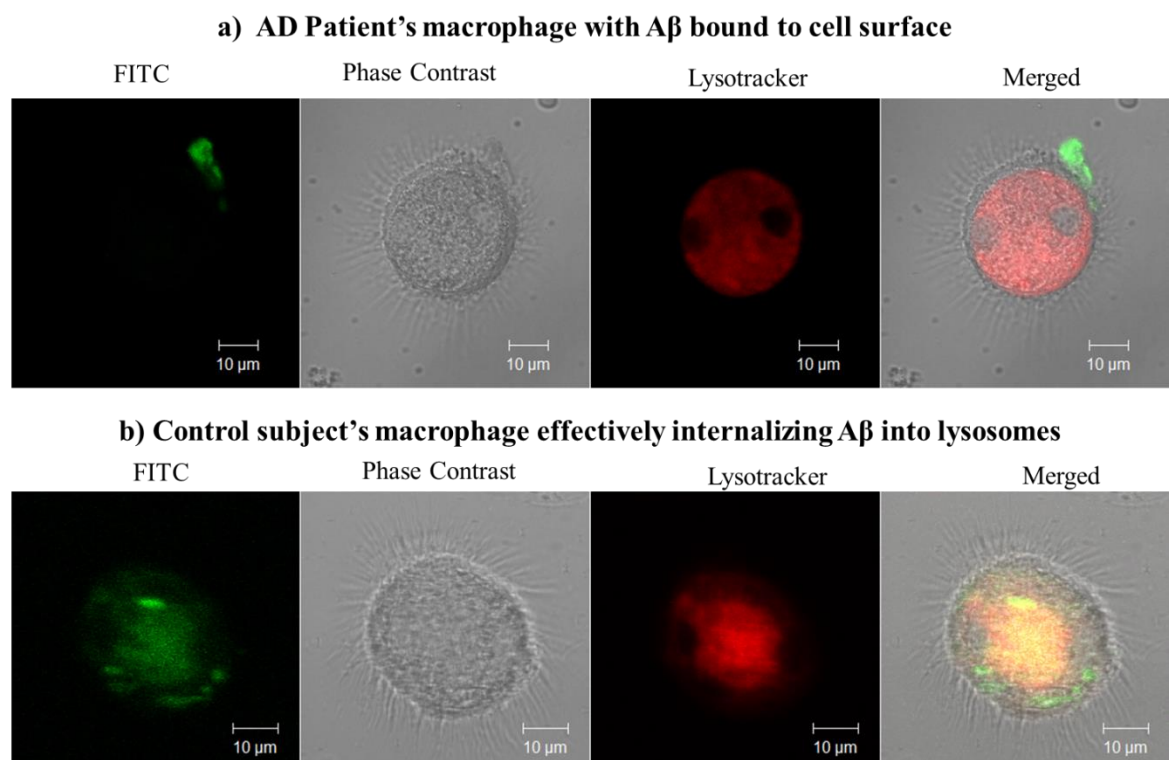 a) AD Patient's macrophage with Aβ bound to cell surface
FITC Phase Contrast Lysotracker Merged
10 µm 10 µm 10 µm 10 µm
b) Control subject's macrophage effectively internalizing Aβ into lysosomes
FITC Phase Contrast Lysotracker Merged
10 µm 10 µm 10 µm 10 µm